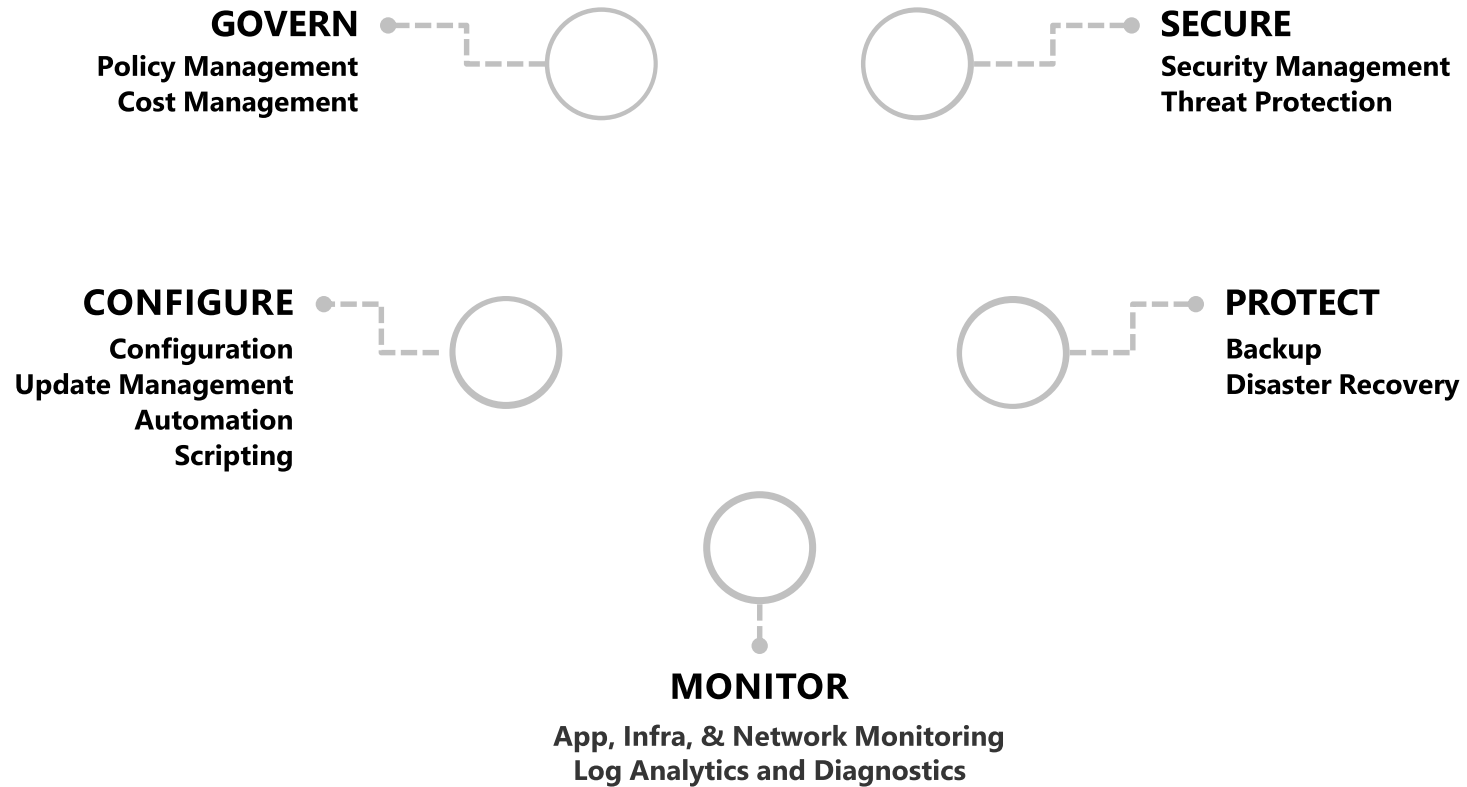 GOVERN
Policy Management
Cost Management
SECURE
Security Management
Threat Protection
CONFIGURE
Configuration
Update Management
Automation
Scripting
PROTECT
Backup
Disaster Recovery
MONITOR
App, Infra, & Network Monitoring
Log Analytics and Diagnostics